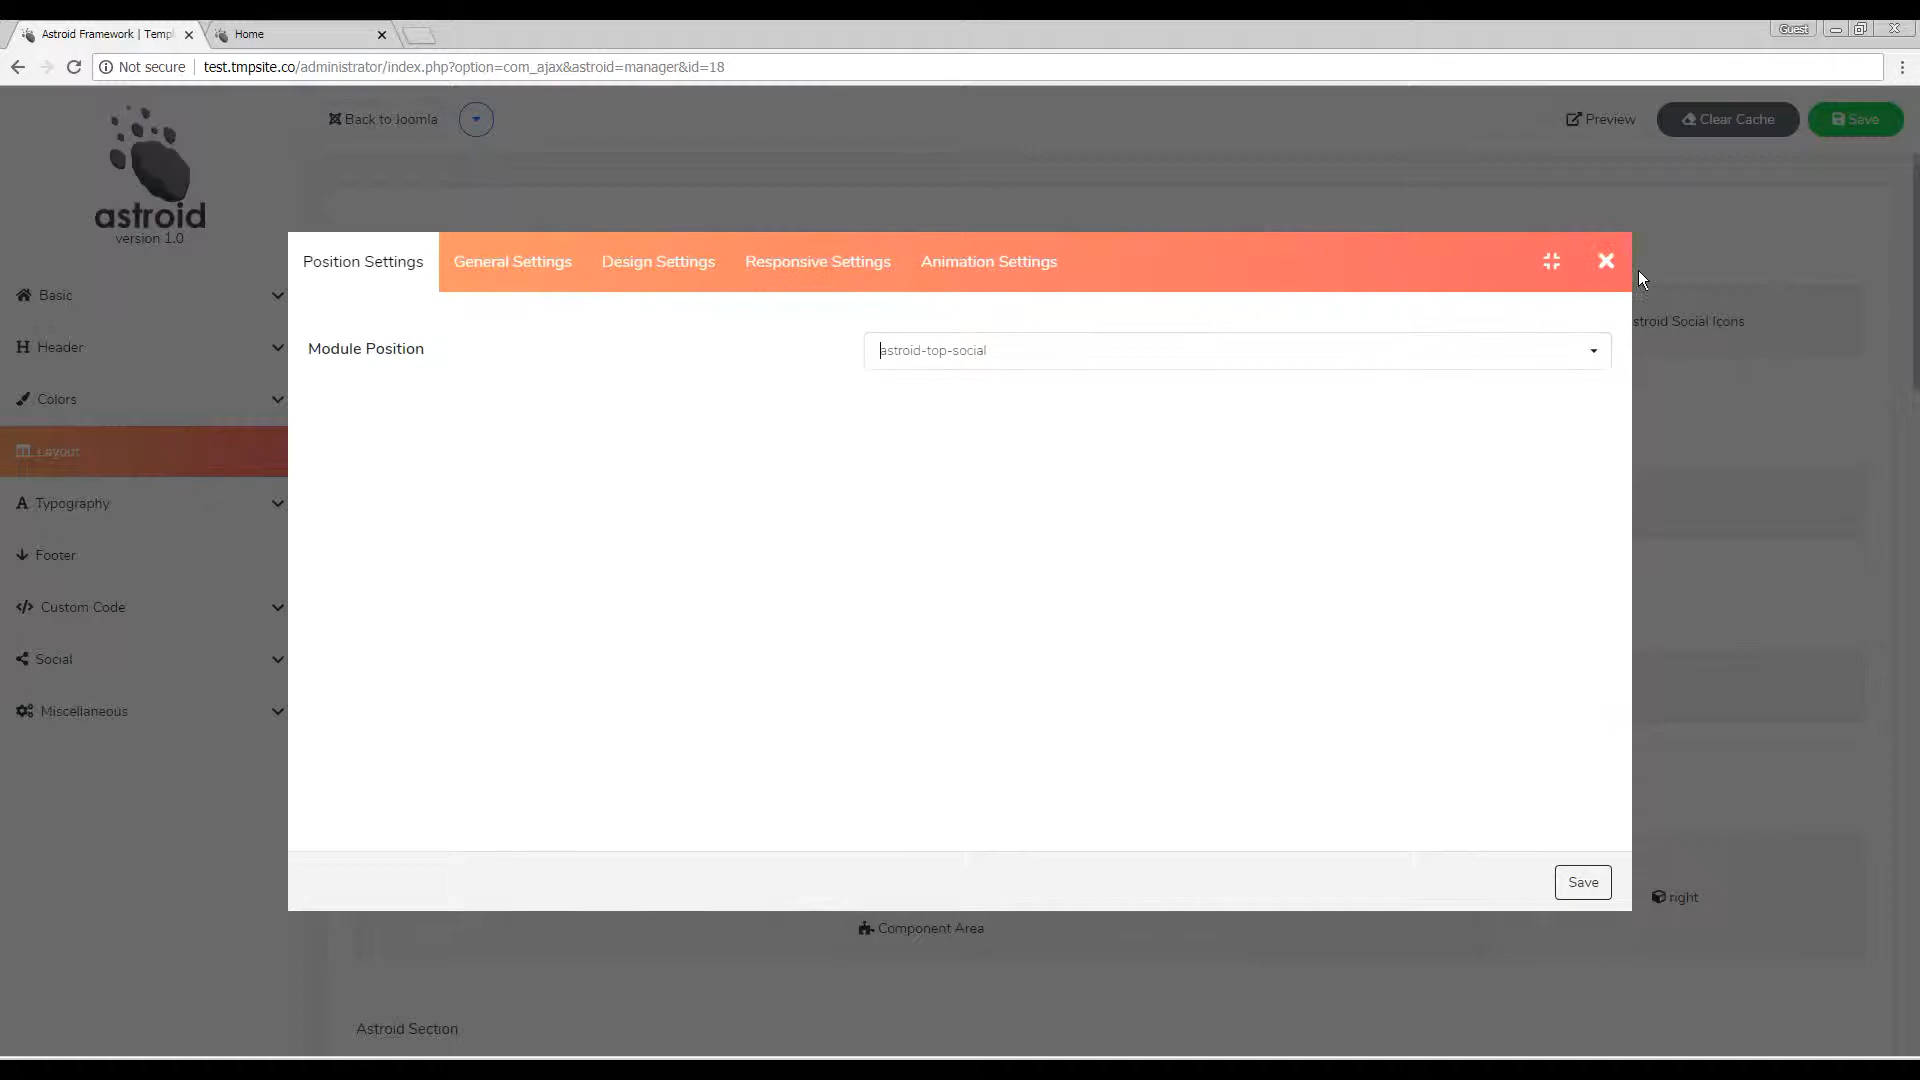 Astroid Framework | Temp
Home
Guest
Not secure
test.tmpsite.co/administrator/index.php?option=com_ajax&astroid=manager&id=18
astroid
version 1.0
Back to Joomla
Preview
Clear Cache
Save
Basic
Header
Colors
Layout
Typography
Footer
Custom Code
Social
Miscellaneous
Position Settings
General Settings
Design Settings
Responsive Settings
Animation Settings
Module Position
astroid-top-social
Save
stroid Social Icons
right
Component Area
Astroid Section